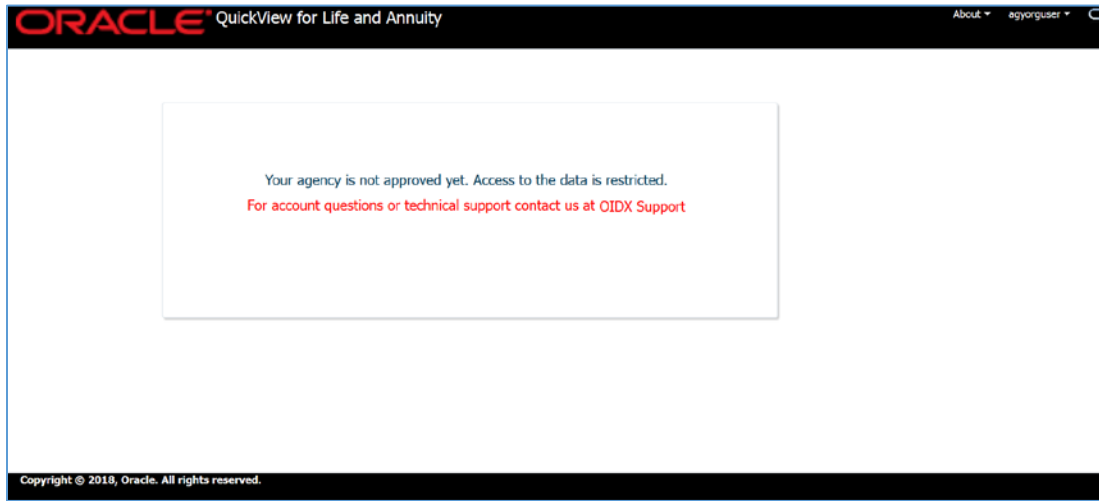 ORACLE® QuickView for Life and Annuity
About agyorguser
Your agency is not approved yet. Access to the data is restricted.
For account questions or technical support contact us at OIDX Support
Copyright © 2018, Oracle. All rights reserved.